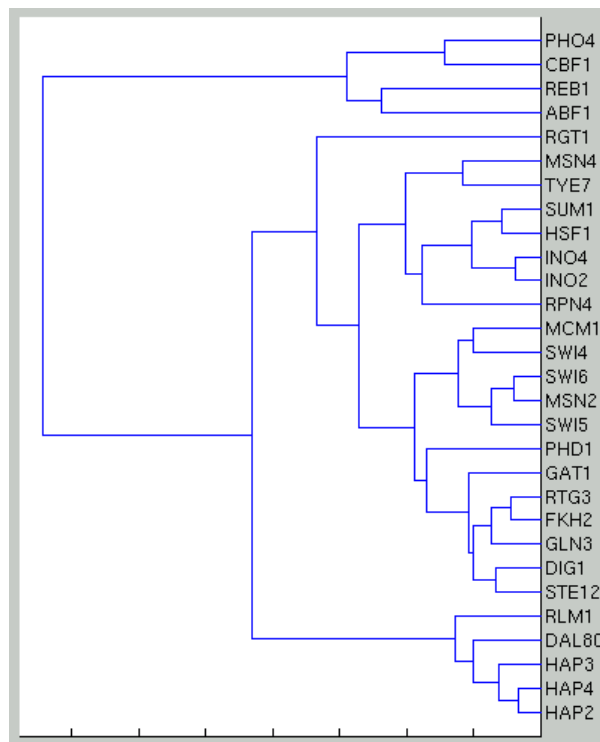 PHO4
CBF1
REB1
ABF1
RGT1
MSN4
TYE7
SUM1
HSF1
INO4
INO2
RPN4
MCM1
SWI4
SWI6
MSN2
SWI5
PHD1
GAT1
RTG3
FKH2
GLN3
DIG1
STE12
RLM1
DAL80
HAP3
HAP4
HAP2